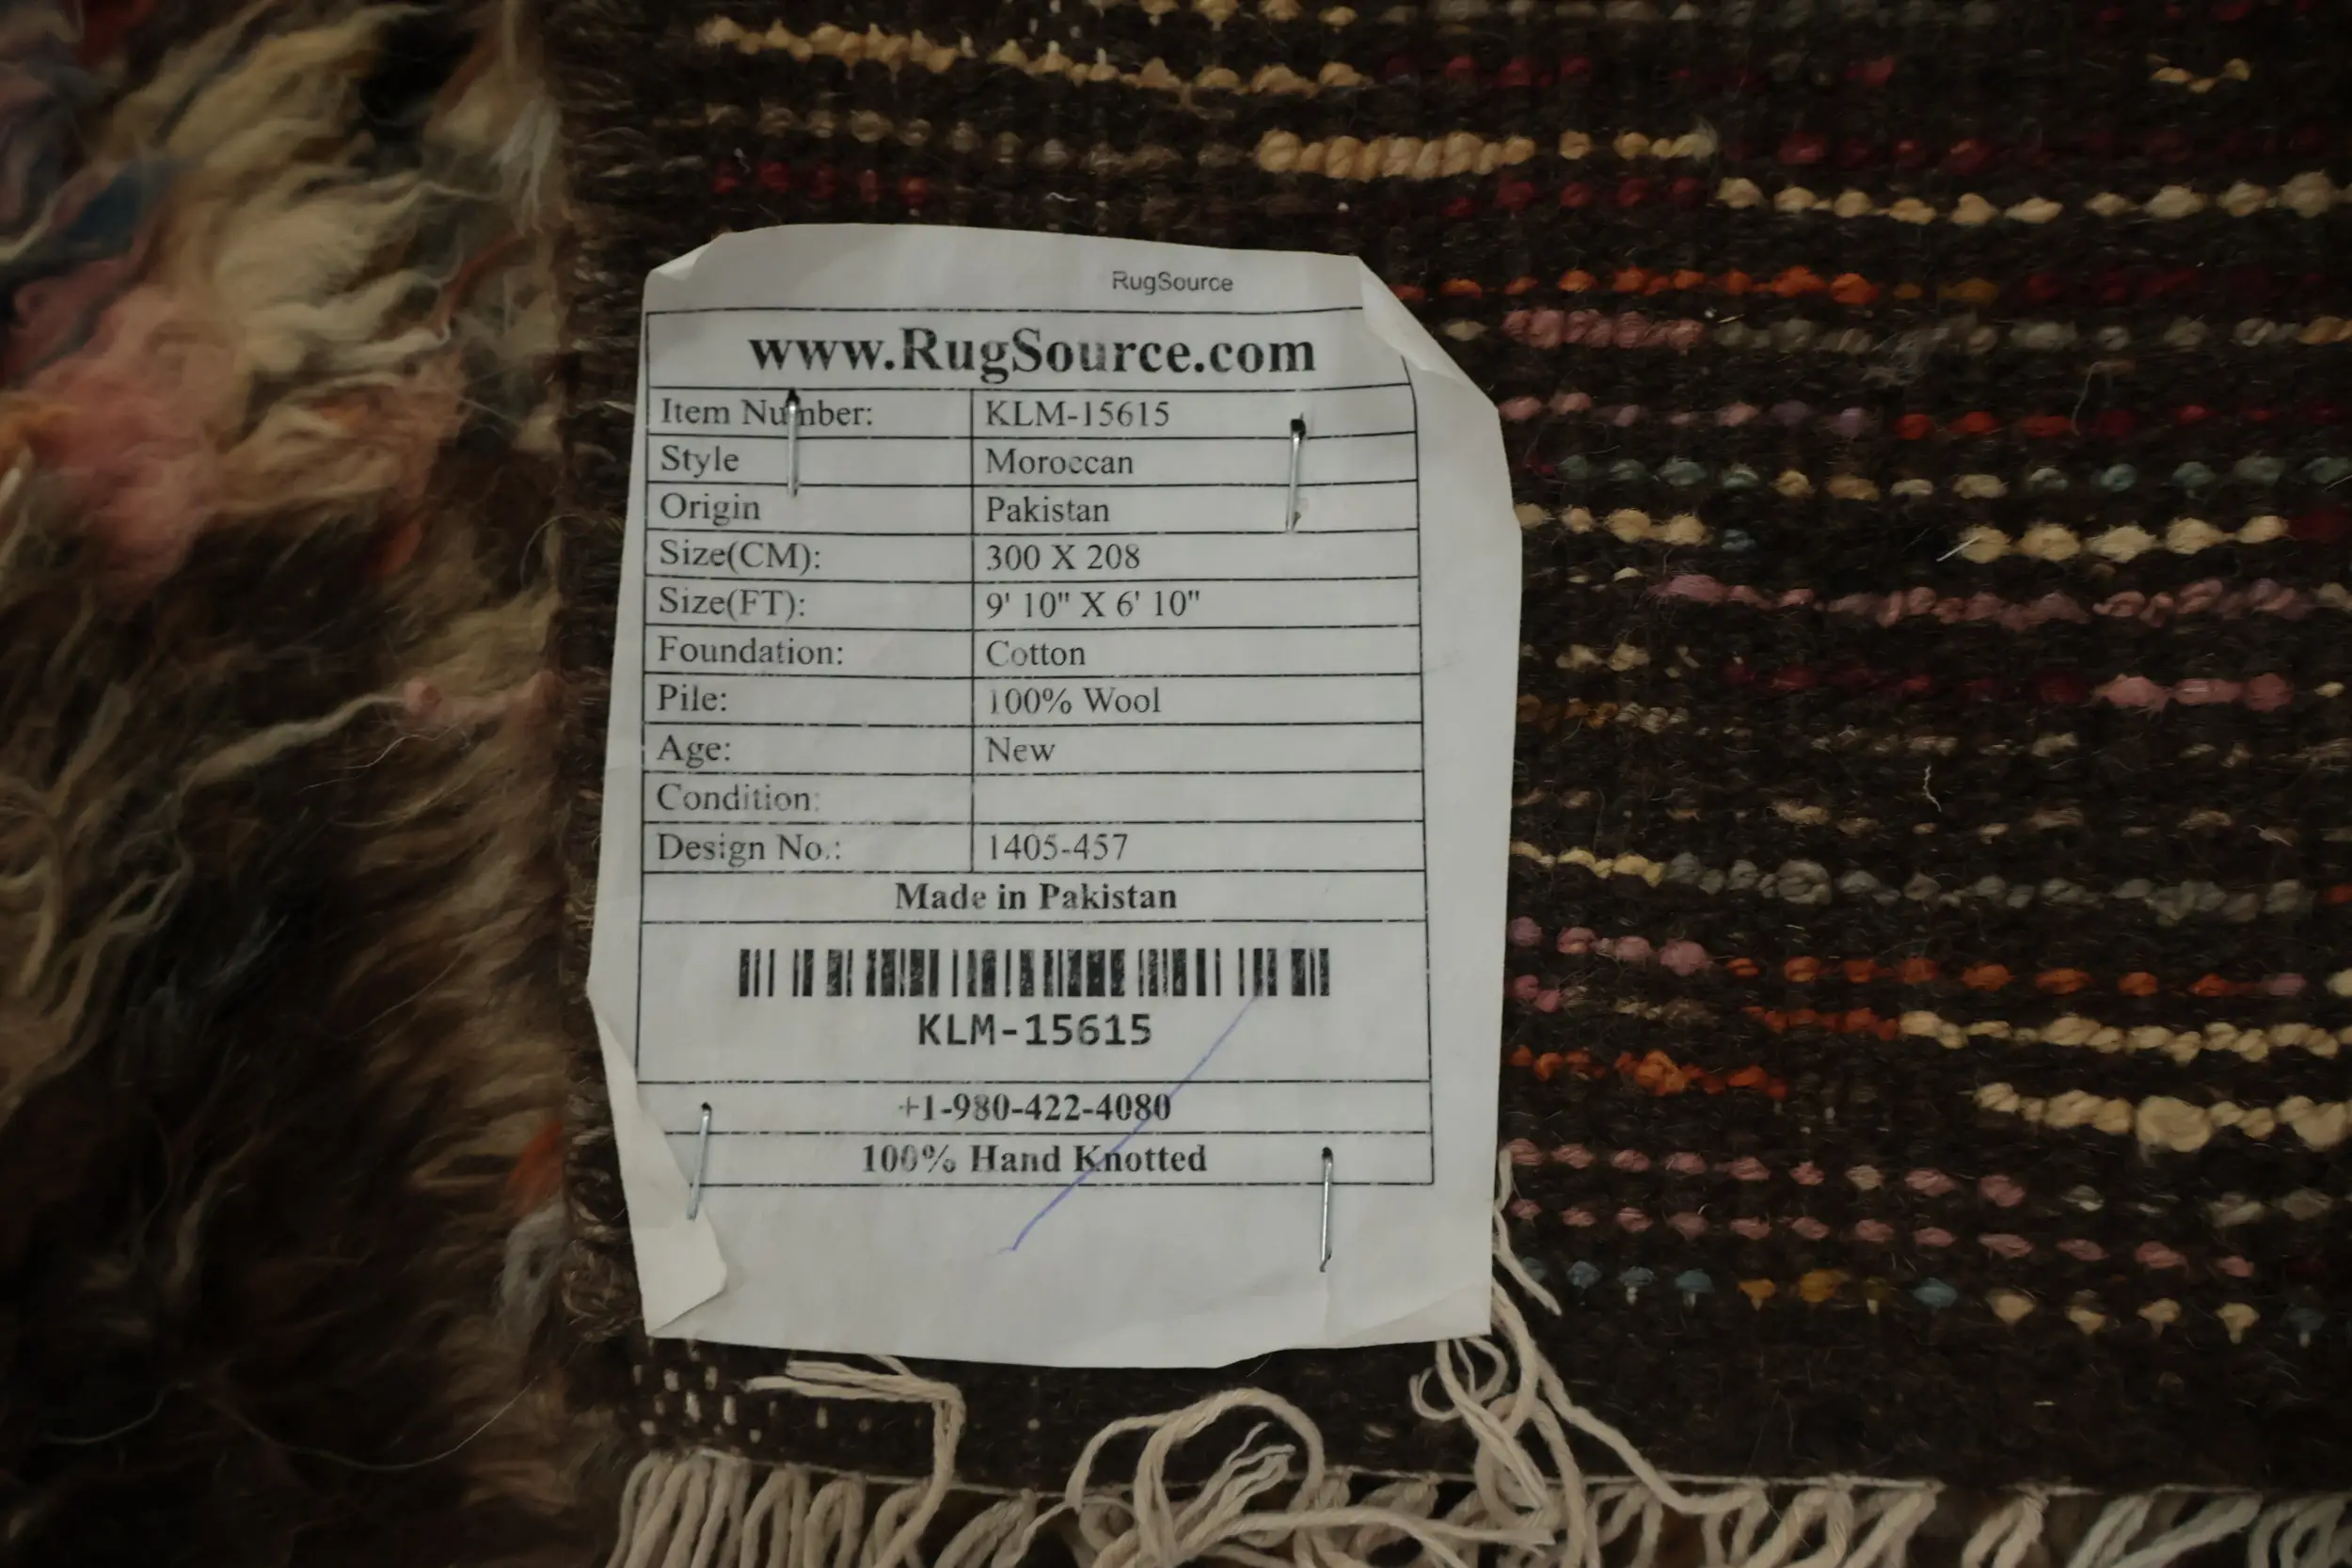 RugSource
www.RugSource.com
Item Number: KLM-15615
Style Moroccan
Origin Pakistan
Size(CM): 300 X 208
Size(FT): 9' 10" X 6' 10"
Foundation: Cotton
Pile: 100% Wool
Age: New
Condition:
Design No.: 1405-457
Made in Pakistan
KLM-15615
+1-980-422-4080
100% Hand Knotted